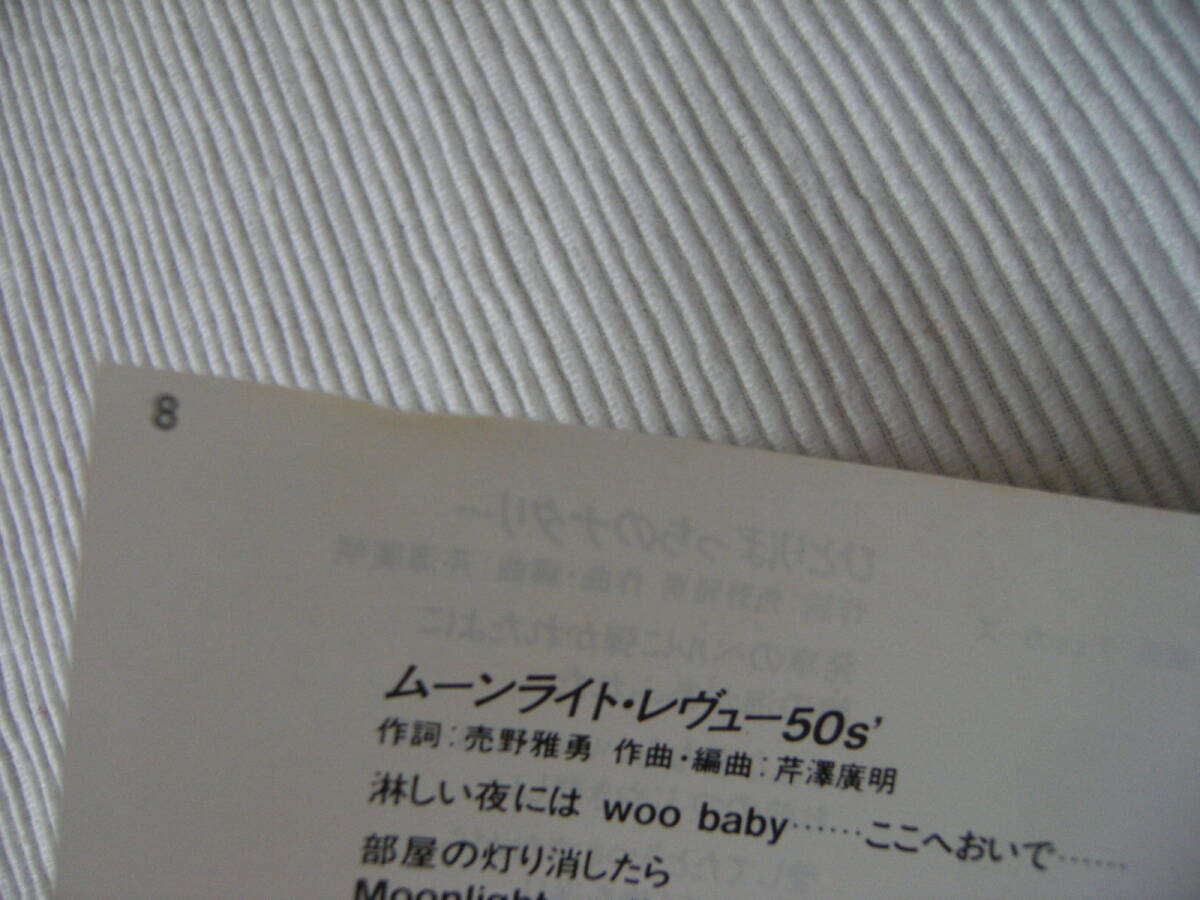 8
ムーンライト・レヴュー50s'
作詞:売野雅勇 作曲・編曲:芹澤廣明
淋しい夜には woo baby……ここへおいで……
部屋の灯り消したら
Moonlight